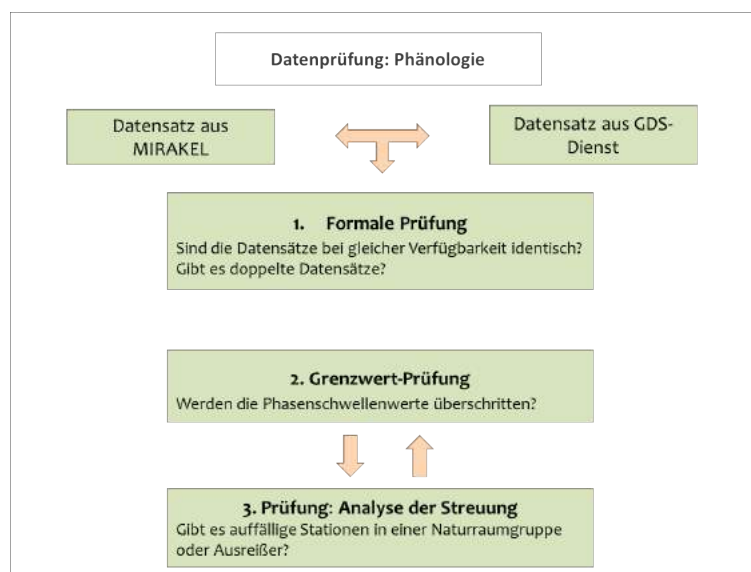 Datenprüfung: Phänologie
Datensatz aus
MIRAKEL
Datensatz aus GDS-
Dienst
1. Formale Prüfung
Sind die Datensätze bei gleicher Verfügbarkeit identisch?
Gibt es doppelte Datensätze?
2. Grenzwert-Prüfung
Werden die Phasenschwellenwerte überschritten?
3. Prüfung: Analyse der Streuung
Gibt es auffällige Stationen in einer Naturraumgruppe
oder Ausreißer?